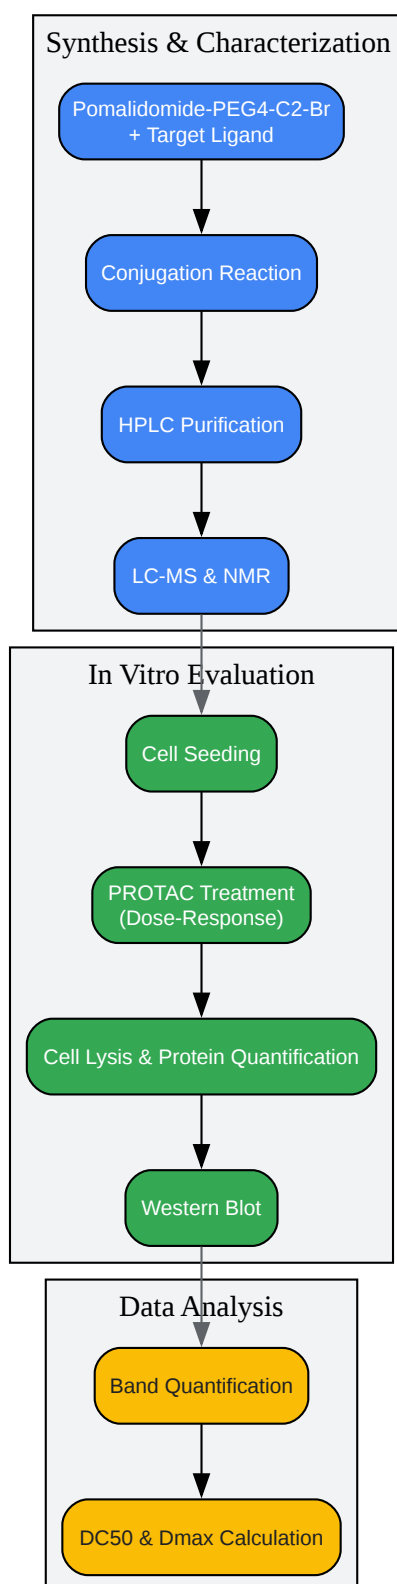 Synthesis & Characterization
Pomalidomide-PEG4-C2-Br
+ Target Ligand
Conjugation Reaction
HPLC Purification
LC-MS & NMR
In Vitro Evaluation
Cell Seeding
PROTAC Treatment
(Dose-Response)
Cell Lysis & Protein Quantification
Western Blot
Data Analysis
Band Quantification
DC50 & Dmax Calculation